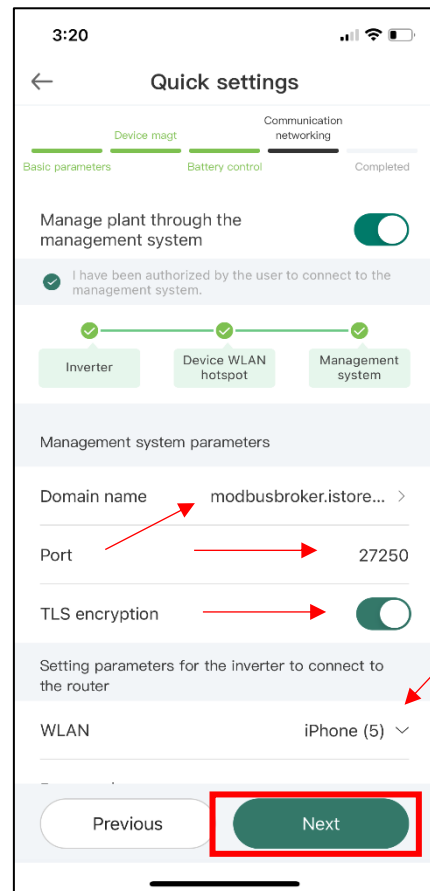 3:20
Quick settings
Communication
Device magt networking
Basic parameters Battery control Completed
Manage plant through the
management system
I have been authorized by the user to connect to the
management system.
Inverter Device WLAN Management
hotspot system
Management system parameters
Domain name modbusbroker.istore...
Port 27250
TLS encryption
Setting parameters for the inverter to connect to
the router
WLAN iPhone (5)
Previous Next